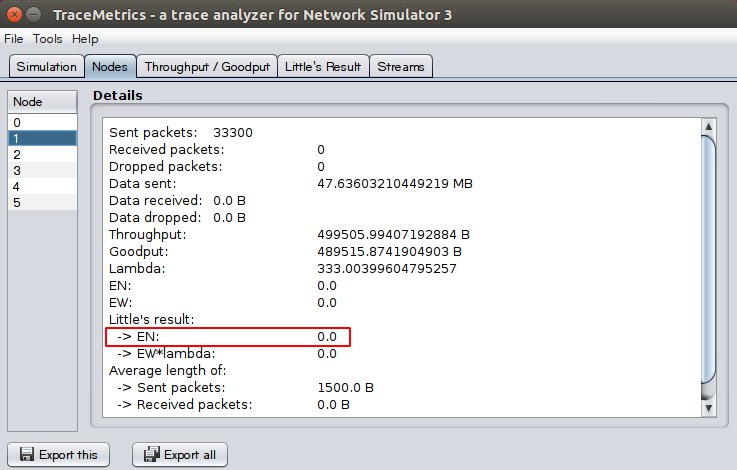 TraceMetrics - a trace analyzer for Network Simulator 3
File Tools Help
Simulation Nodes Throughput / Goodput Little's Result Streams
Node
0
1
2
3
4
5
Details
Sent packets: 33300
Received packets: 0
Dropped packets: 0
Data sent: 47.63603210449219 MB
Data received: 0.0 B
Data dropped: 0.0 B
Throughput: 499505.99407192884 B
Goodput: 489515.8741904903 B
Lambda: 333.00399604795257
EN: 0.0
EW: 0.0
Little's result:
-> EN: 0.0
-> EW*lambda: 0.0
Average length of:
-> Sent packets: 1500.0 B
-> Received packets: 0.0 B
Export this Export all